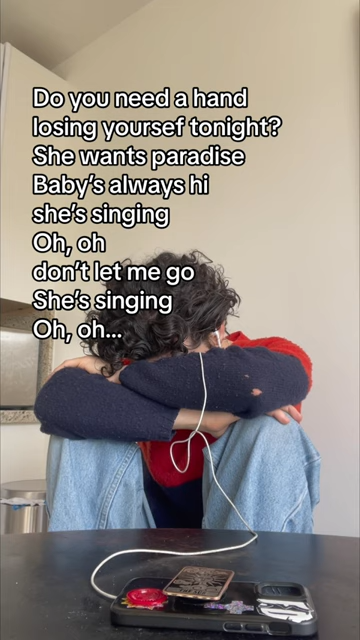 Do you need a hand
losing yoursef tonight?
She wants paradise
Baby's always hi
she's singing
Oh, oh
don't let me go
She's singing
Oh, oh...